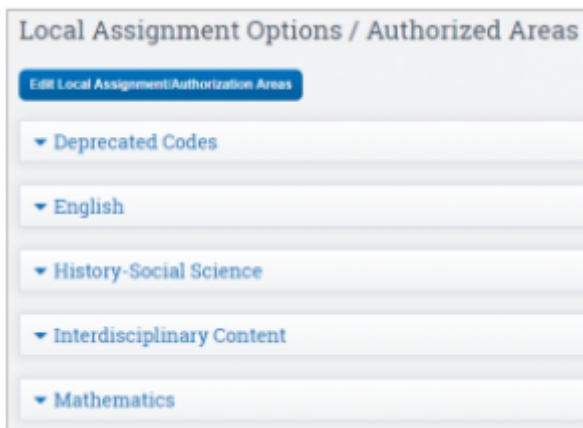 Local Assignment Options / Authorized Areas
Edit Local Assignment/Authorization Areas
Deprecated Codes
English
History-Social Science
Interdisciplinary Content
Mathematics